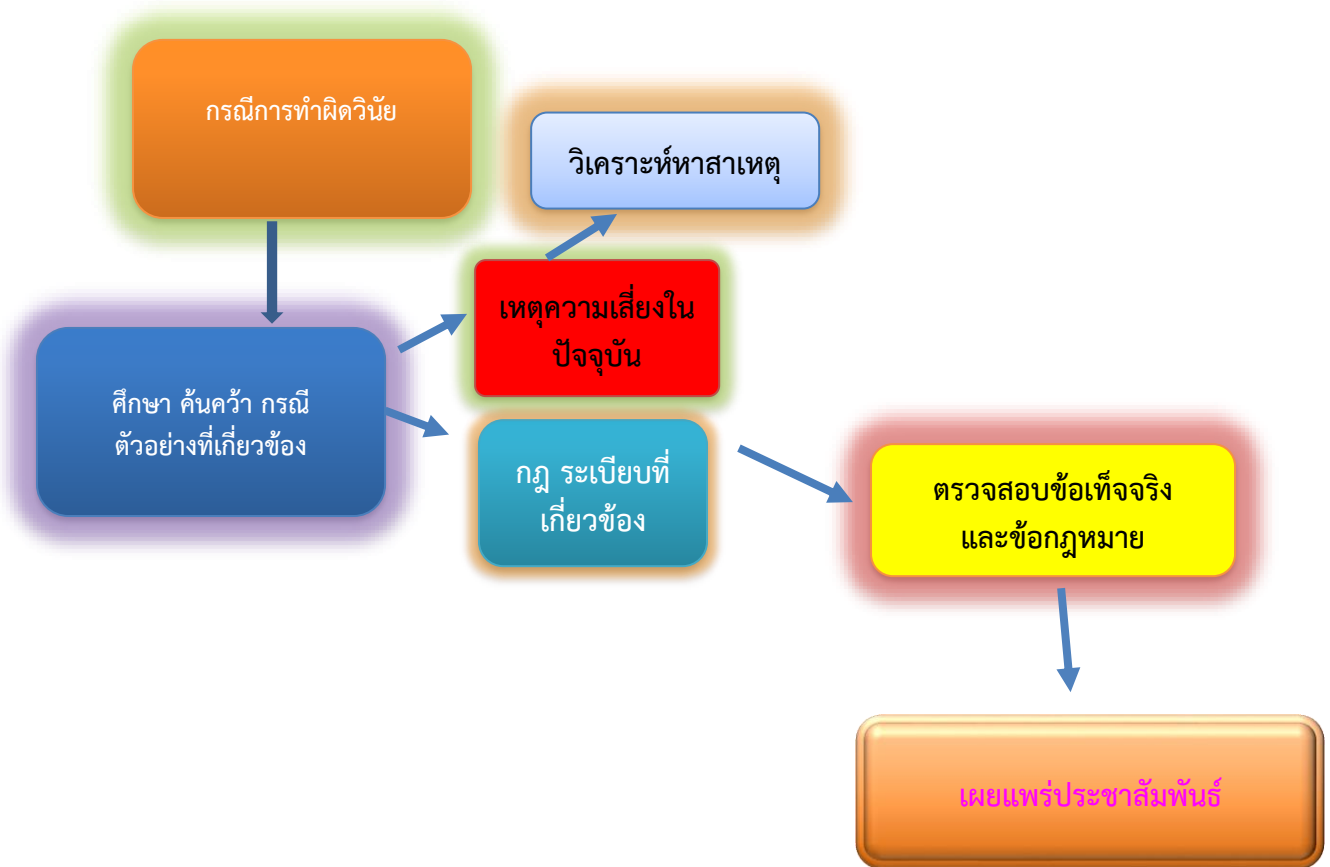 กรณีการทำผิดวินัย
วิเคราะห์หาสาเหตุ
เหตุความเสี่ยงใน
ปัจจุบัน
ศึกษา ค้นคว้า กรณี
ตัวอย่างที่เกี่ยวข้อง
กฎ ระเบียบที่
เกี่ยวข้อง
ตรวจสอบข้อเท็จจริง
และข้อกฎหมาย
เผยแพร่ประชาสัมพันธ์